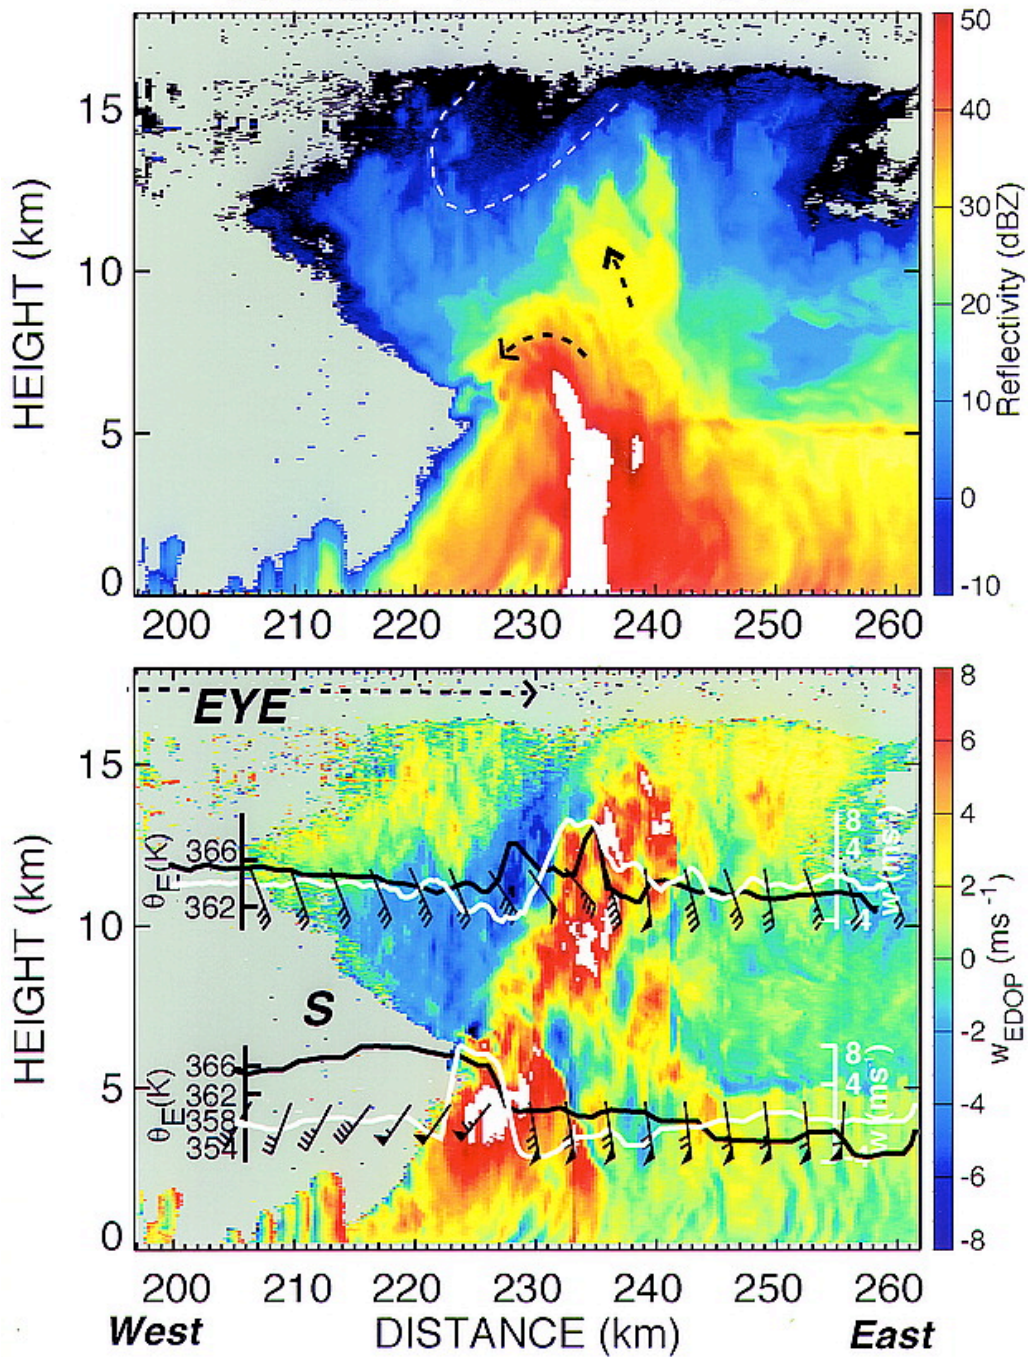 HEIGHT (km)
15
10
5
0
200 210 220 230 240 250 260
50
40
30
20
10
0
-10
Reflectivity (dBZ)
EYE
HEIGHT (km)
15
10
5
0
θE(K)
366
362
8
4
4
w (ms-1)
S
θE(K)
366
362
358
354
8
4
w (ms-1)
8
6
4
2
0
-2
-4
-6
-8
wEDOP (ms-1)
200 210 220 230 240 250 260
West DISTANCE (km) East